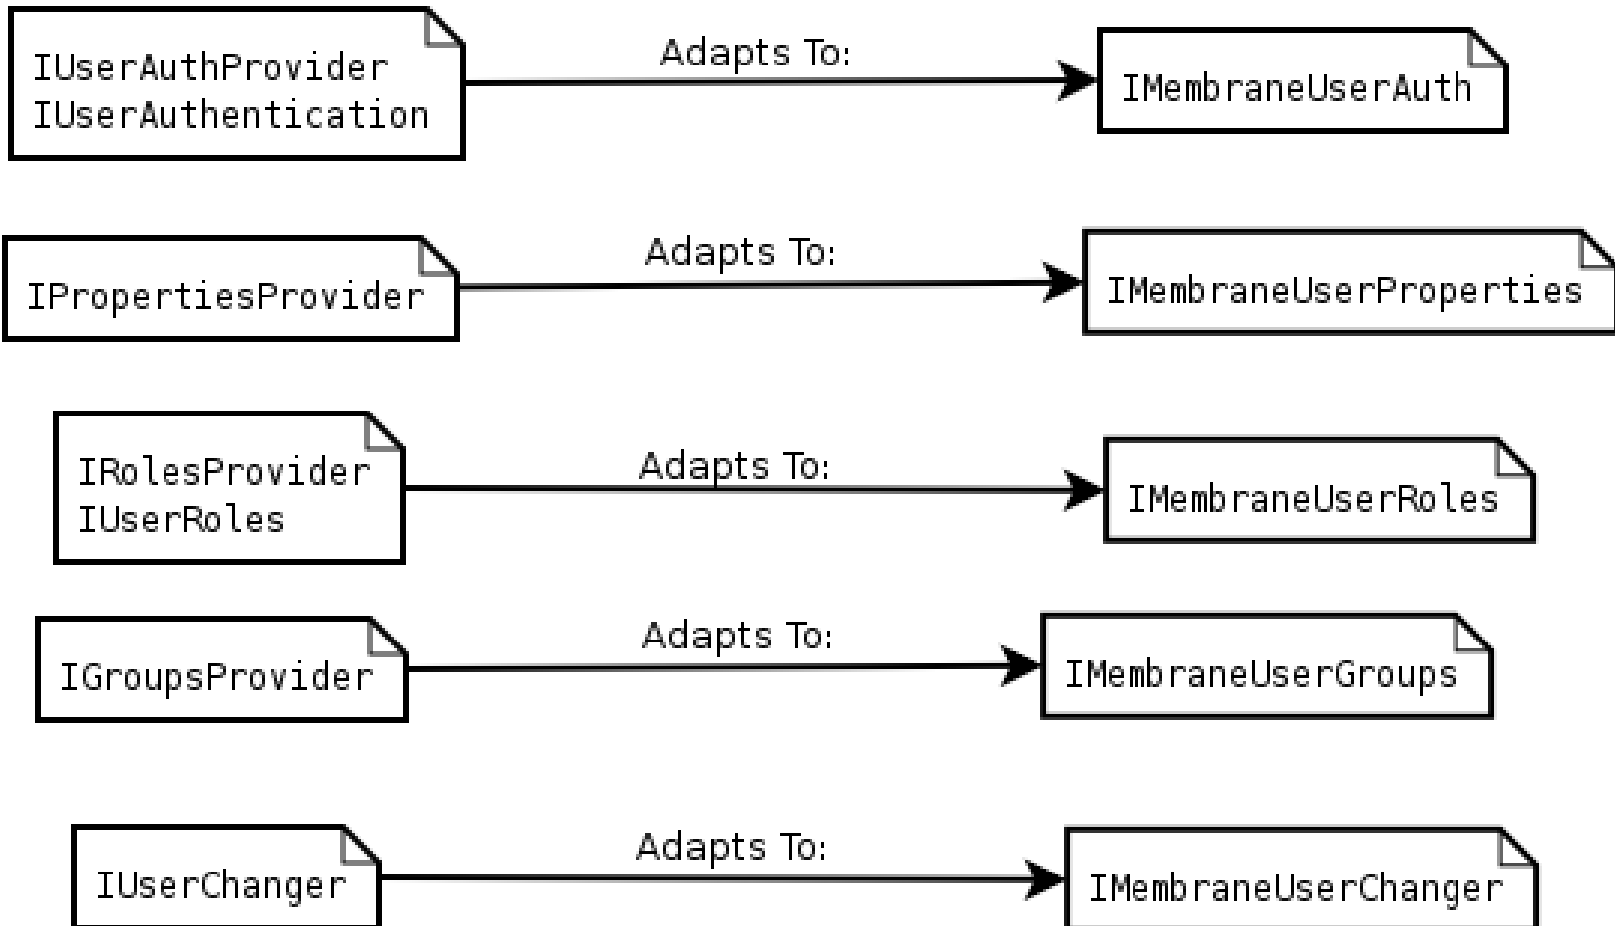 IUserAuthProvider
IUserAuthentication
Adapts To:
IMembraneUserAuth
IPropertiesProvider
Adapts To:
IMembraneUserProperties
IRolesProvider
IUserRoles
Adapts To:
IMembraneUserRoles
IGroupsProvider
Adapts To:
IMembraneUserGroups
IUserChanger
Adapts To:
IMembraneUserChanger